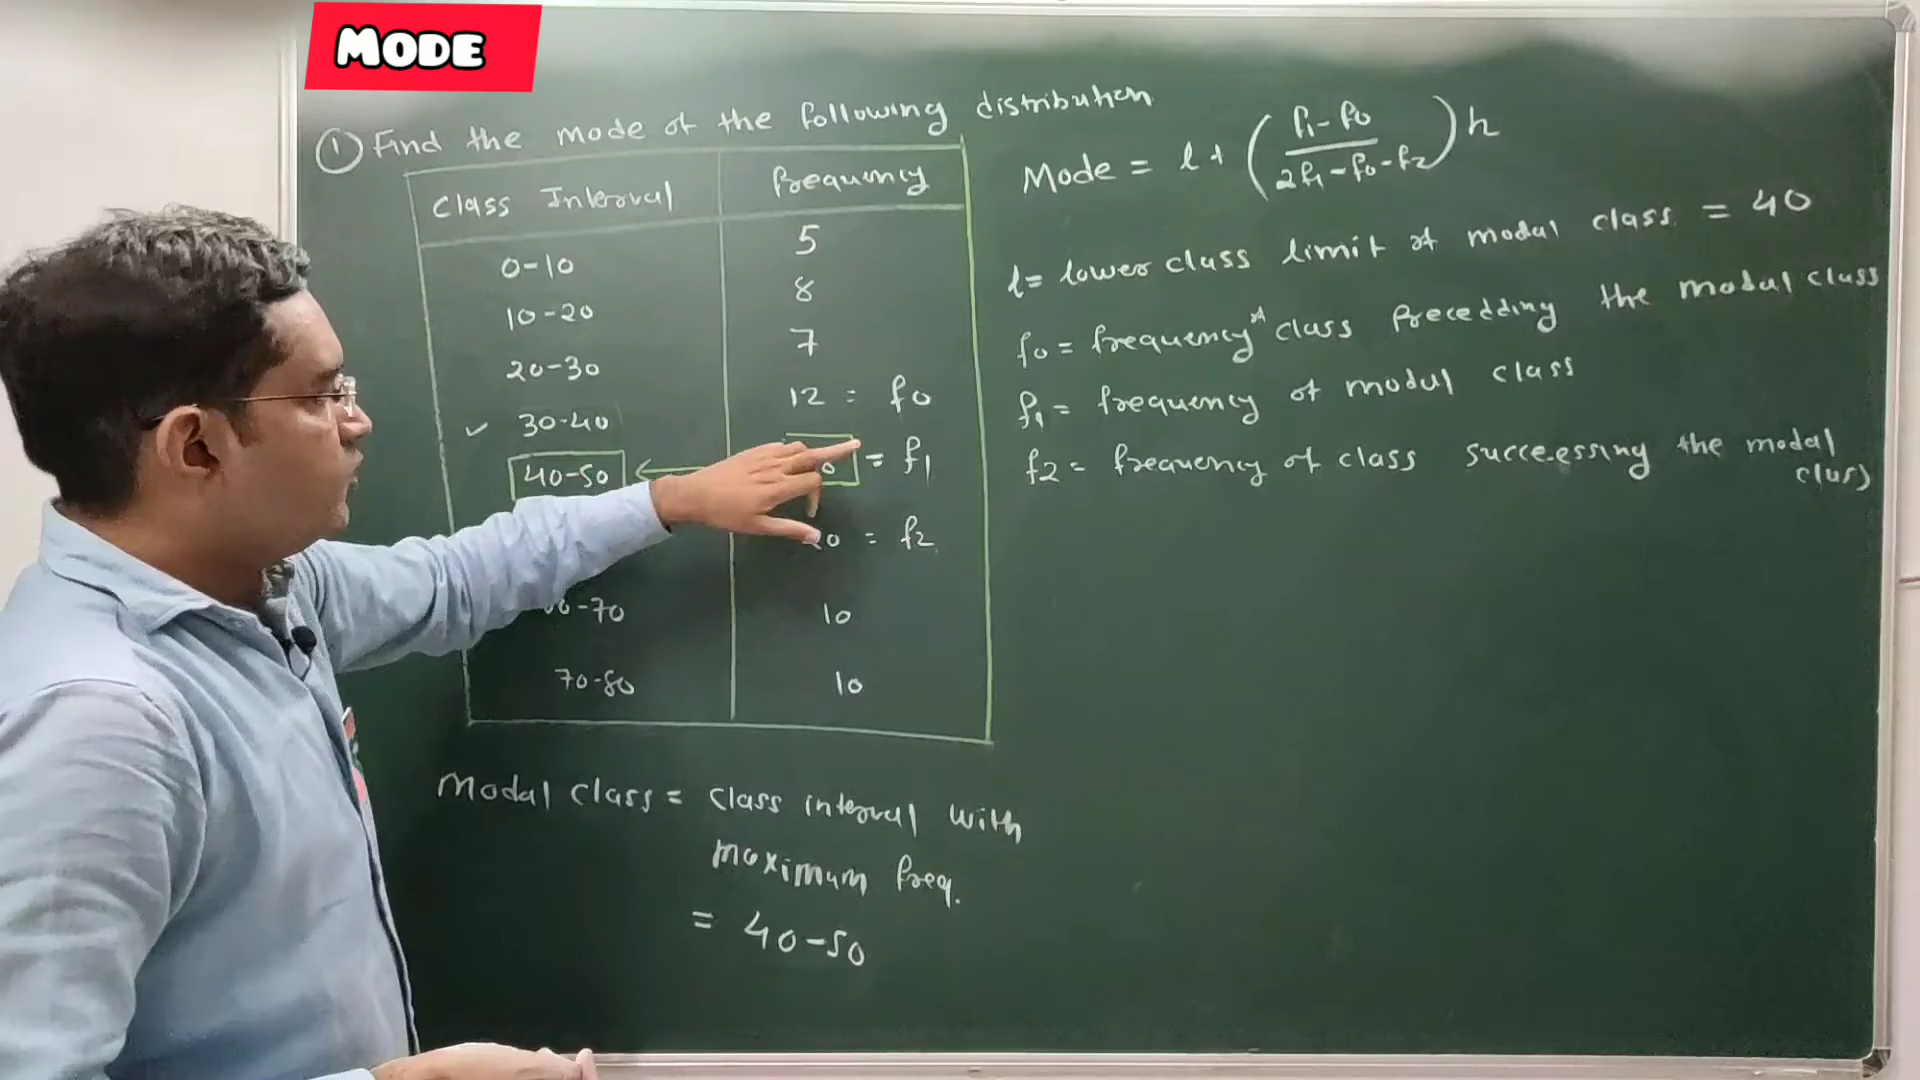 MODE
① Find the mode of the following distribution
Class Interval frequency
0-10 5
10-20 8
20-30 7
✓ 30-40 12 = f0
40-50 = f1
= f2
-70 10
70-80 10
Modal class = class interval with
maximum freq.
= 40-50
Mode = l + (f1-f0 / 2f1-f0-f2) h
l = lower class limit of modal class = 40
f0 = frequency of class Precedding the modal class
f1 = frequency of modal class
f2 = frequency of class successing the modal
class